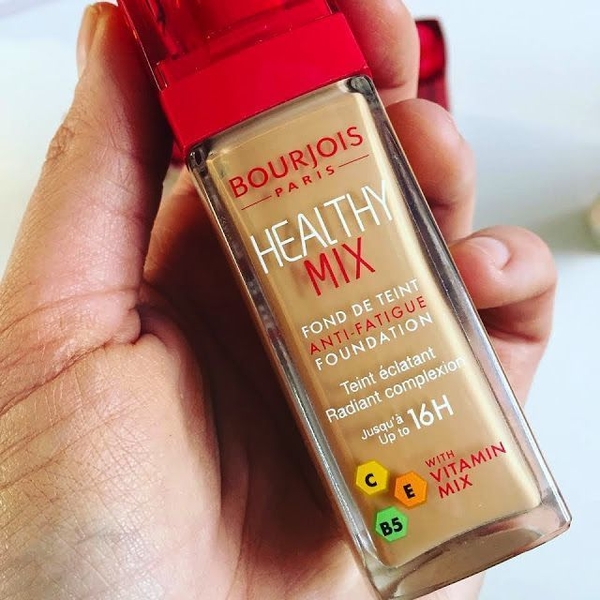 BOURJOIS
PARIS
HEALTHY
MIX
FOND DE TEINT
ANTI-FATIGUE
FOUNDATION
Teint éclatant
Radiant complexion
Jusqu'à
Up to 16H
C
E
B5
WITH
VITAMIN
MIX